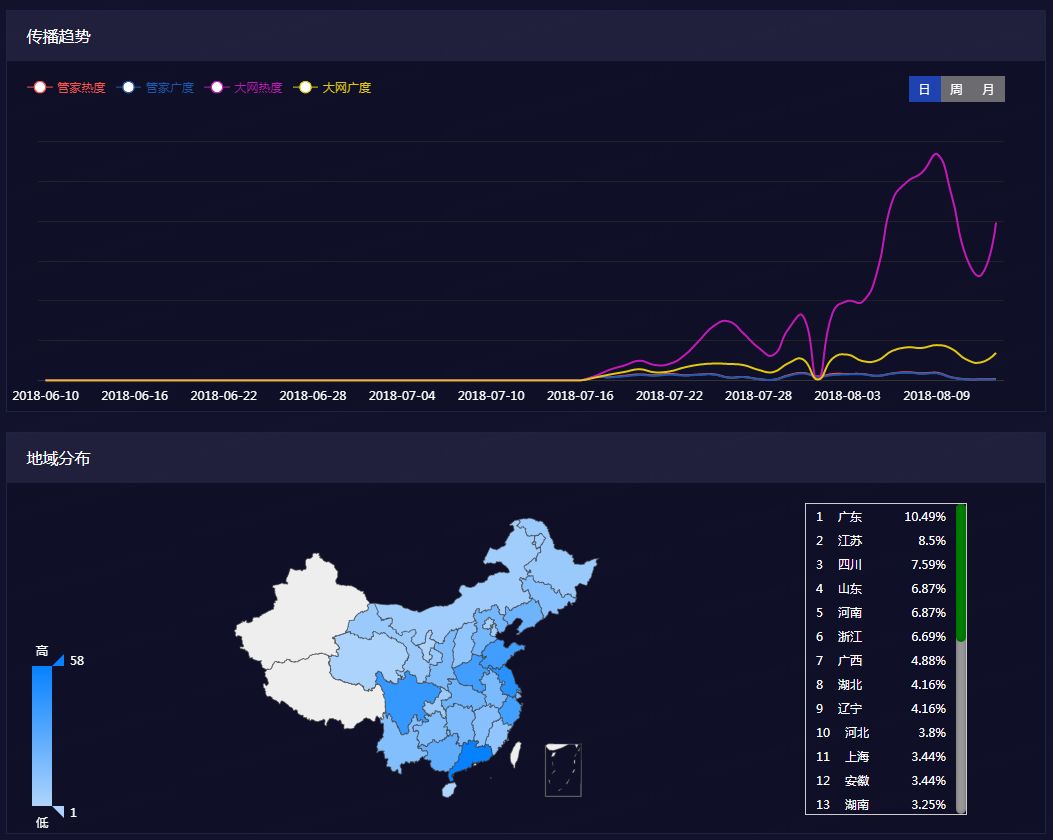 传播趋势
管家热度 管家广度 大网热度 大网广度
日 周 月
2018-06-10 2018-06-16 2018-06-22 2018-06-28 2018-07-04 2018-07-10 2018-07-16 2018-07-22 2018-07-28 2018-08-03 2018-08-09
地域分布
高
58
1
低
1 广东 10.49%
2 江苏 8.5%
3 四川 7.59%
4 山东 6.87%
5 河南 6.87%
6 浙江 6.69%
7 广西 4.88%
8 湖北 4.16%
9 辽宁 4.16%
10 河北 3.8%
11 上海 3.44%
12 安徽 3.44%
13 湖南 3.25%